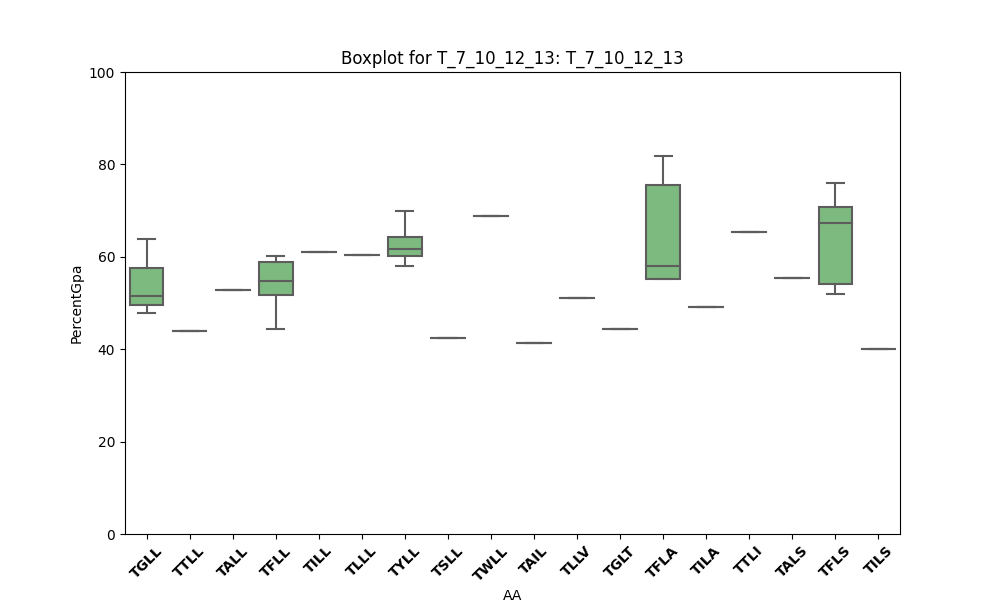 Boxplot for T_7_10_12_13: T_7_10_12_13
100
80
60
40
20
0
PercentGpa
TGLL TTLL TALL TFLL TILL TLLL TYLL TSLL TWLL TAIL TLLV TGLT TFLA TILA TTLI TALS TFLS TILS
AA